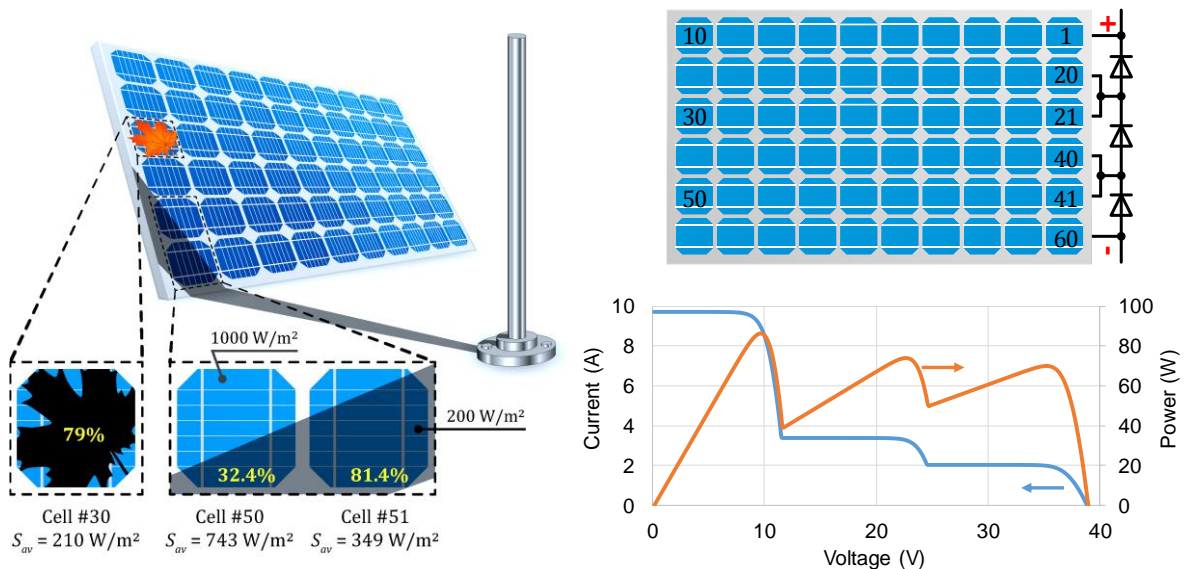 1000 W/m²
200 W/m²
79%
32.4%
81.4%
Cell #30
S_av = 210 W/m²
Cell #50
S_av = 743 W/m²
Cell #51
S_av = 349 W/m²
10
1
+
20
30
21
40
50
41
60
-
10
8
6
4
2
0
Current (A)
100
80
60
40
20
0
Power (W)
0
10
20
30
40
Voltage (V)